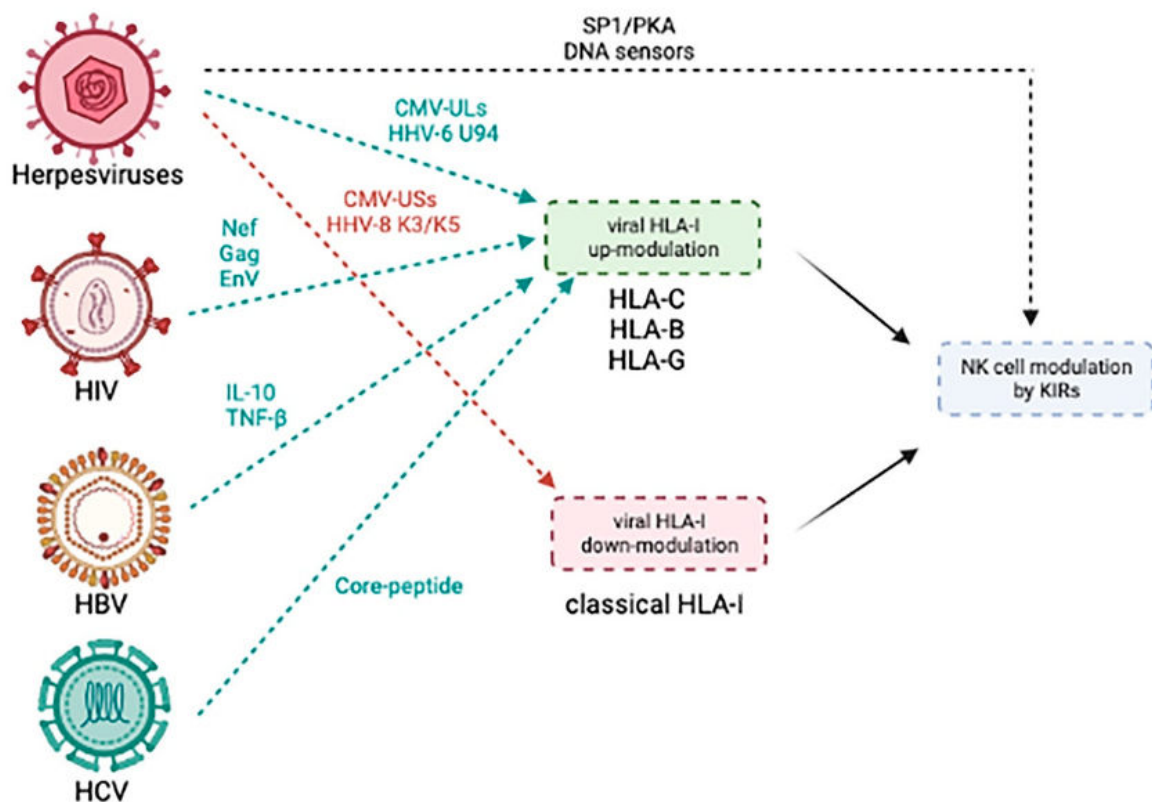 SP1/PKA
DNA sensors
CMV-ULs
HHV-6 U94
Herpesviruses
CMV-USs
HHV-8 K3/K5
viral HLA-I
up-modulation
Nef
Gag
EnV
HLA-C
HLA-B
HLA-G
NK cell modulation
by KIRs
HIV
IL-10
TNF-β
viral HLA-I
down-modulation
Core-peptide
classical HLA-I
HBV
HCV